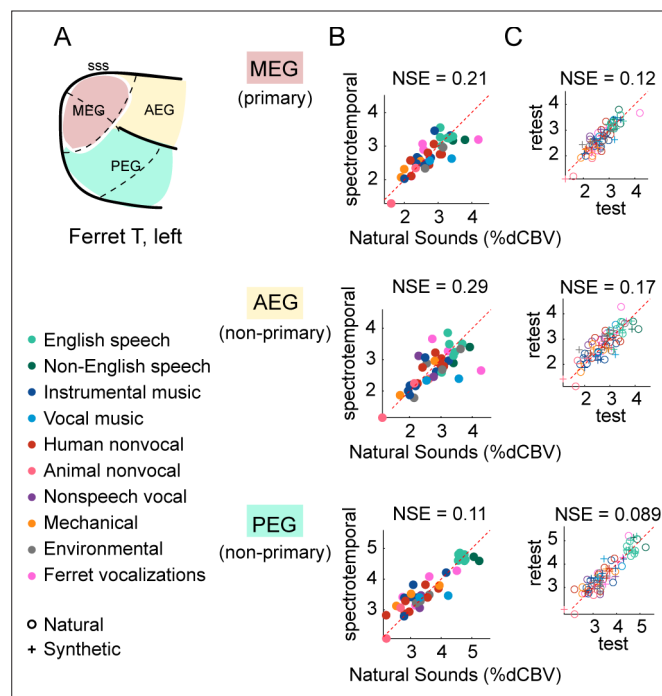 A
B
C
sss
MEG
AEG
PEG
Ferret T, left
MEG
(primary)
NSE = 0.21
spectrotemporal
4
3
2
2
3
4
Natural Sounds (%dCBV)
NSE = 0.12
retest
4
3
2
2
3
4
test
AEG
(non-primary)
NSE = 0.29
spectrotemporal
4
3
2
2
3
4
Natural Sounds (%dCBV)
NSE = 0.17
retest
4
3
2
2
3
4
test
English speech
Non-English speech
Instrumental music
Vocal music
Human nonvocal
Animal nonvocal
Nonspeech vocal
Mechanical
Environmental
Ferret vocalizations
Natural
Synthetic
PEG
(non-primary)
NSE = 0.11
spectrotemporal
5
4
3
3
4
5
Natural Sounds (%dCBV)
NSE = 0.089
retest
5
4
3
3
4
5
test